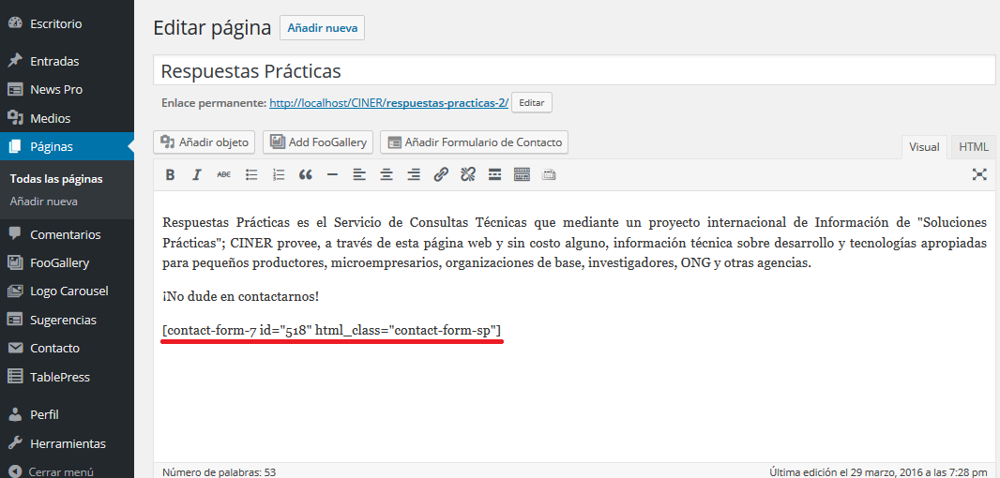 Escritorio
Entradas
News Pro
Medios
Páginas
Todas las páginas
Añadir nueva
Comentarios
FooGallery
Logo Carousel
Sugerencias
Contacto
TablePress
Perfil
Herramientas
Cerrar menú
Editar página Añadir nueva
Respuestas Prácticas
Enlace permanente: http://localhost/CINER/respuestas-practicas-2/ Editar
Añadir objeto Add FooGallery Añadir Formulario de Contacto
Visual HTML
B I ABC
Respuestas Prácticas es el Servicio de Consultas Técnicas que mediante un proyecto internacional de Información de "Soluciones
Prácticas"; CINER provee, a través de esta página web y sin costo alguno, información técnica sobre desarrollo y tecnologías apropiadas
para pequeños productores, microempresarios, organizaciones de base, investigadores, ONG y otras agencias.
¡No dude en contactarnos!
[contact-form-7 id="518" html_class="contact-form-sp"]
Número de palabras: 53 Última edición el 29 marzo, 2016 a las 7:28 pm